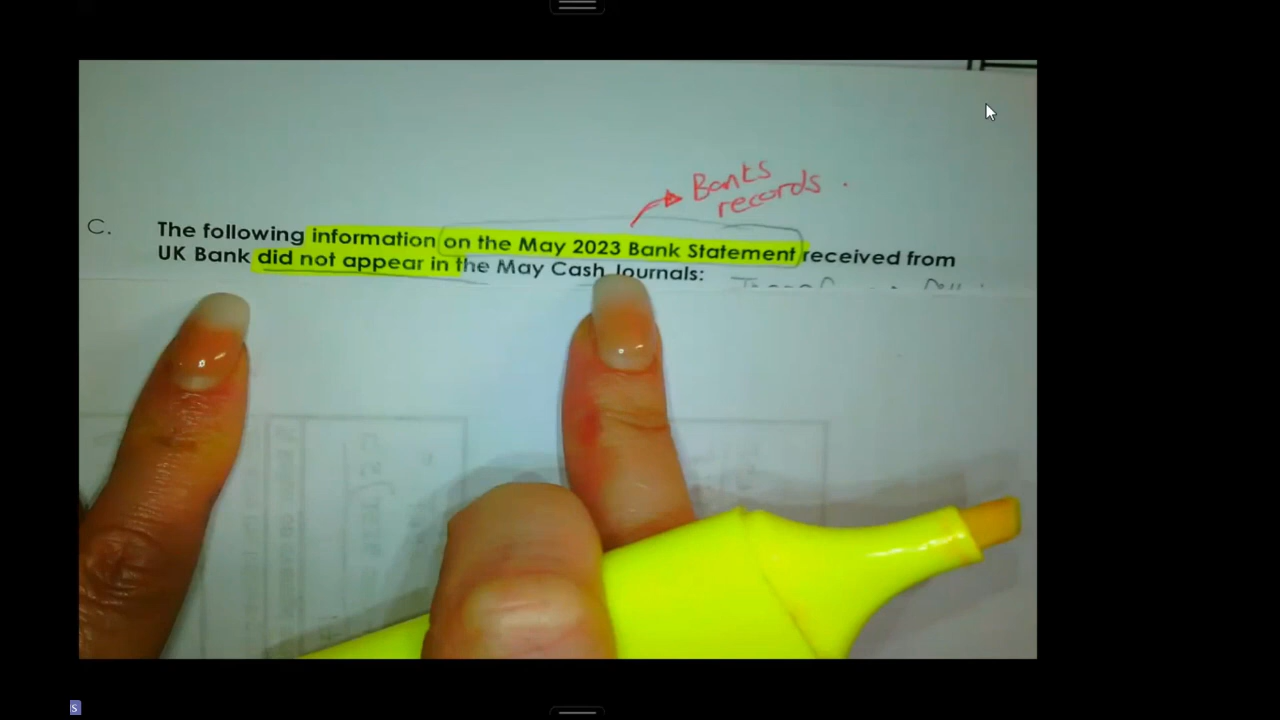 Banks
records.
C. The following information on the May 2023 Bank Statement received from
UK Bank did not appear in the May Cash Journals:
s